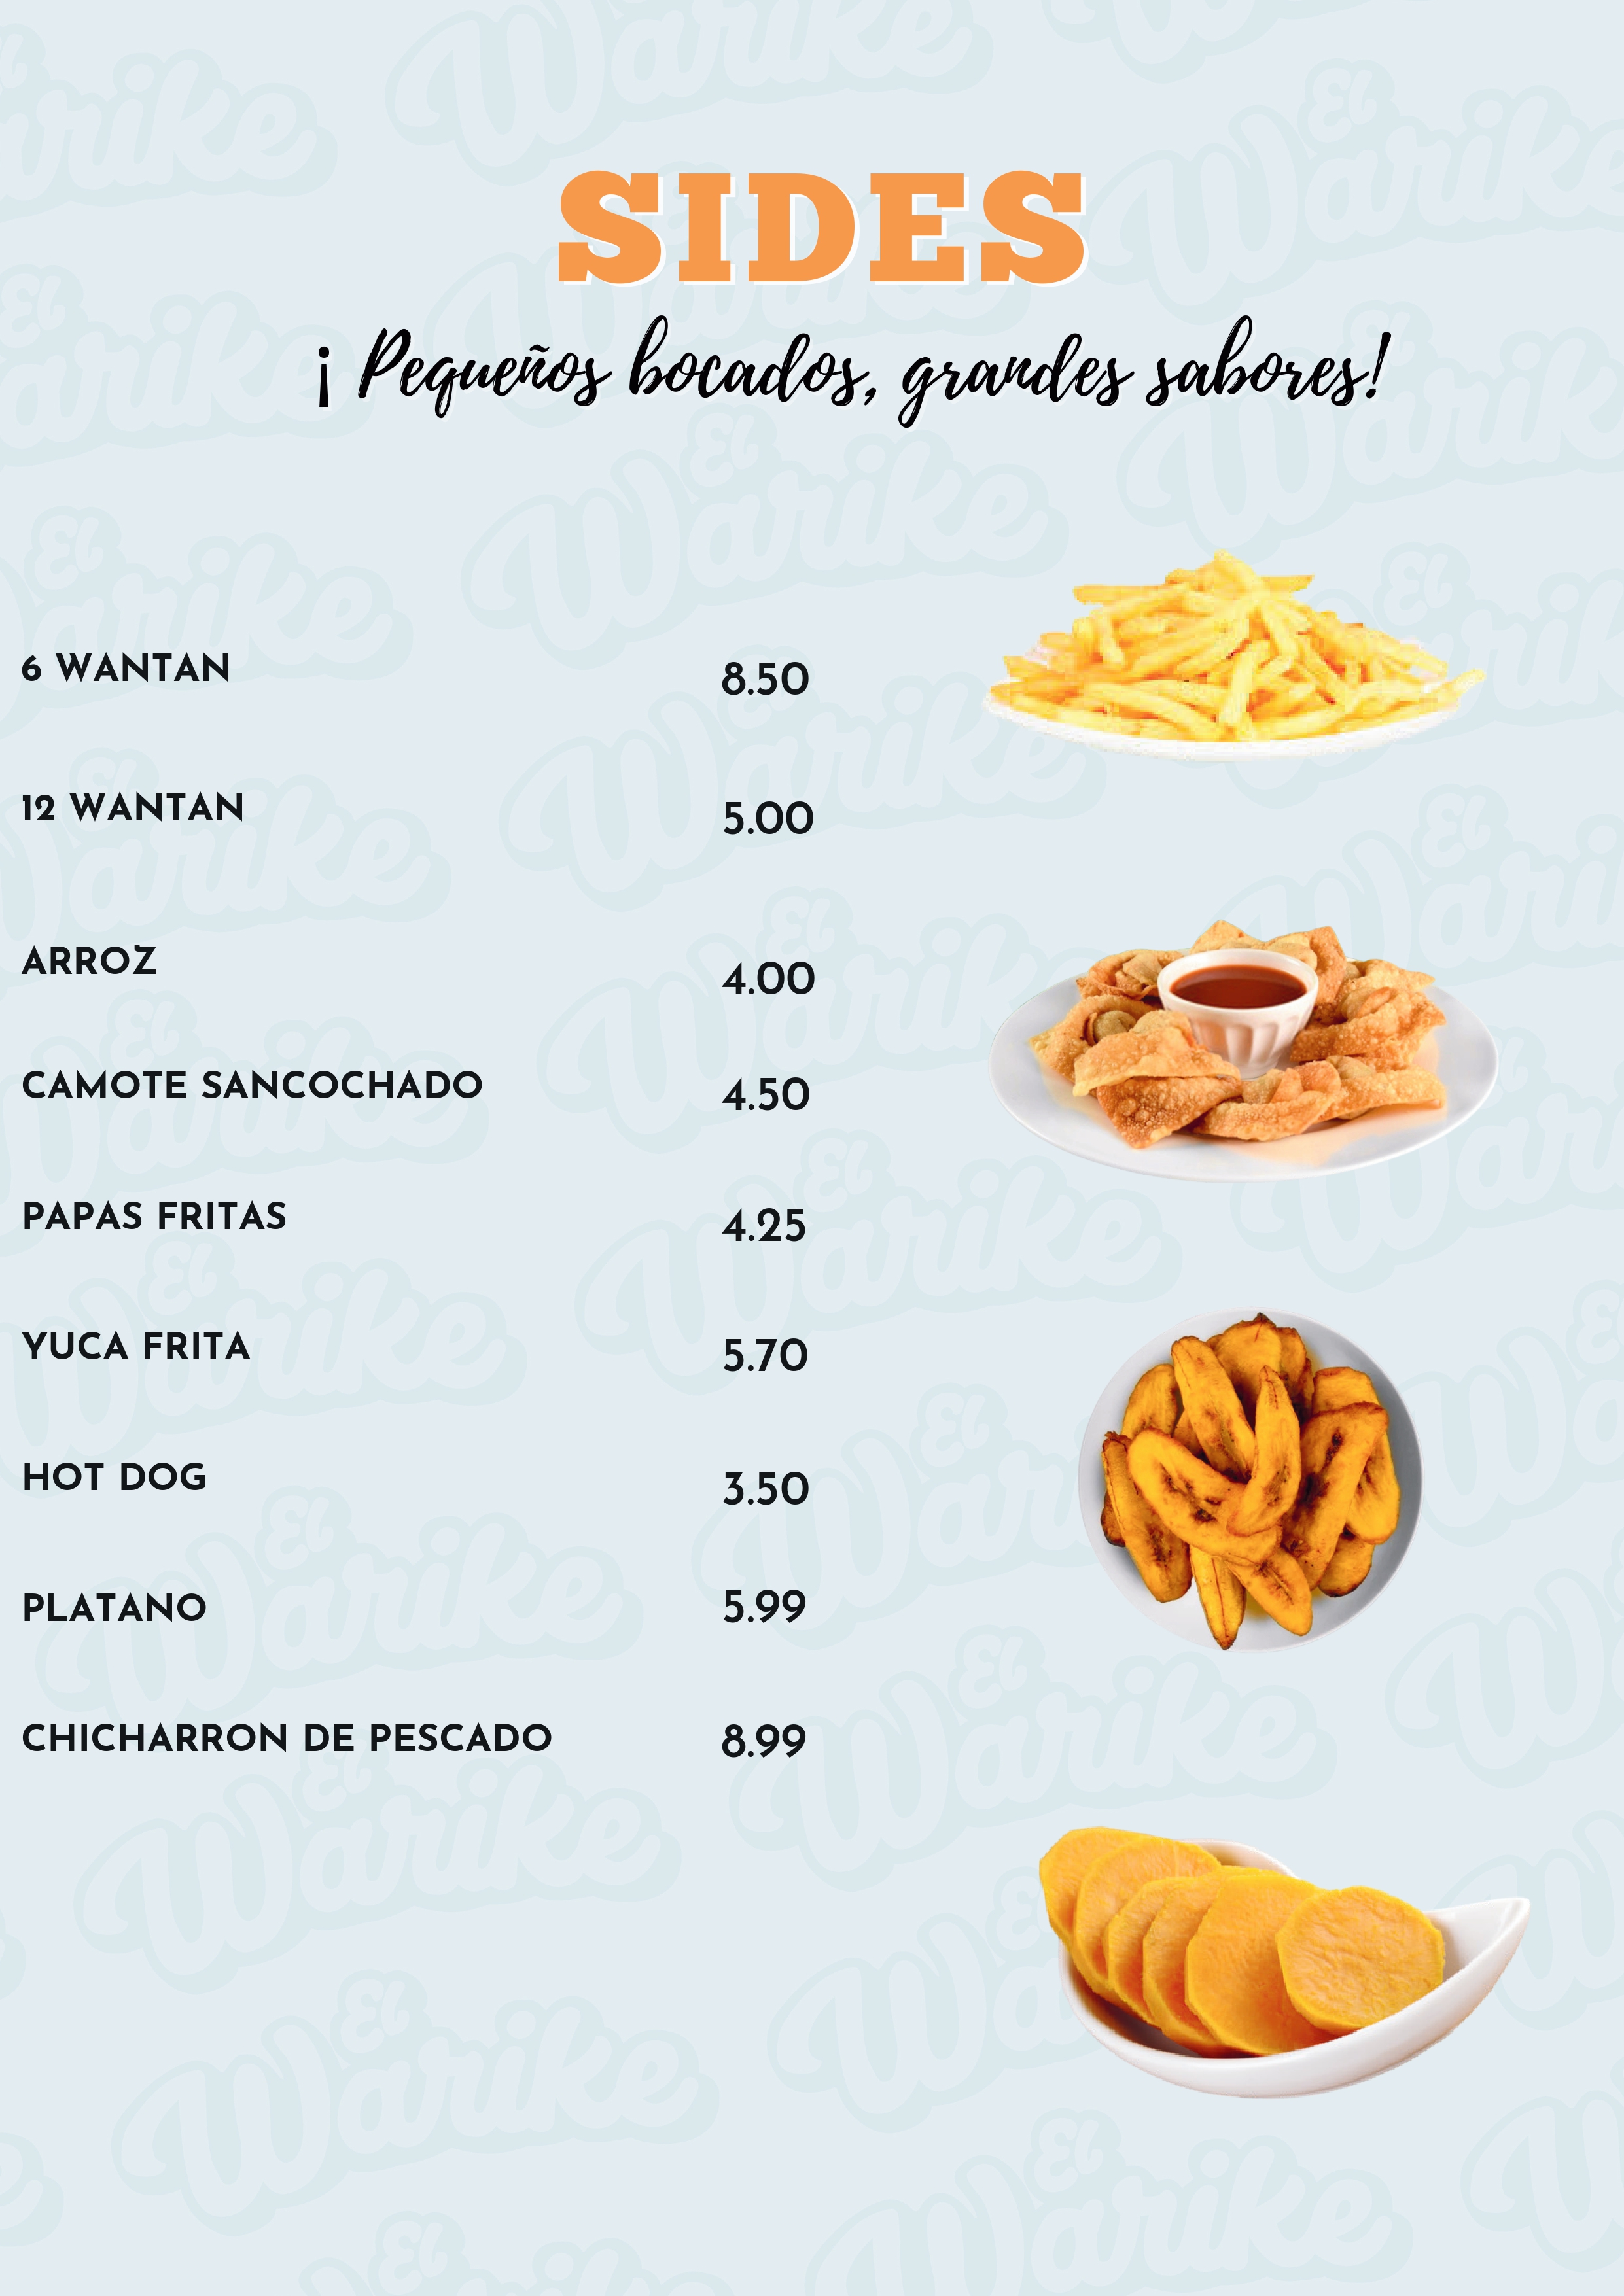 SIDES
¡ Pequeños bocados, grandes sabores!
6 WANTAN 8.50
12 WANTAN 5.00
ARROZ 4.00
CAMOTE SANCOCHADO 4.50
PAPAS FRITAS 4.25
YUCA FRITA 5.70
HOT DOG 3.50
PLATANO 5.99
CHICHARRON DE PESCADO 8.99
El Warike